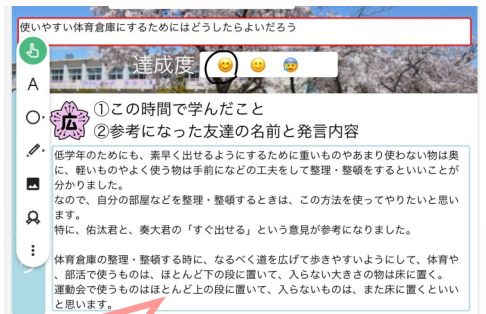 使いやすい体育倉庫にするためにはどうしたらよいだろう
達成度
A
広
①この時間で学んだこと
②参考になった友達の名前と発言内容
低学年のためにも、素早く出せるようにするために重いものやあまり使わない物は奥
に、軽いものやよく使う物は手前になどの工夫をして整理・整頓をするといいことが
分かりました。
なので、自分の部屋などを整理・整頓するときは、この方法を使ってやりたいと思い
ます。
特に、佑汰君と、奏大君の「すぐ出せる」という意見が参考になりました。
体育倉庫の整理・整頓する時に、なるべく道を広げて歩きやすいようにして、体育や
、部活で使うものは、ほとんど下の段に置いて、入らない大きさの物は床に置く。
運動会で使うものはほとんど上の段に置いて、入らないものは、また床に置くといい
と思います。